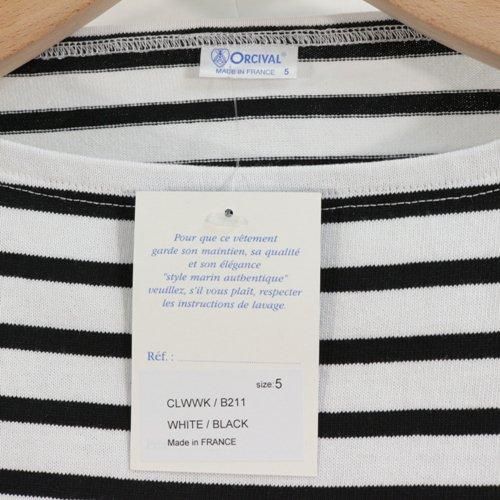 ORCIVAL®
MADE IN FRANCE 5
Pour que ce vêtement
garde son maintien, sa qualité
et son élégance
"style marin authentique"
veuillez, s'il vous plaît, respecter
les instructions de lavage.
Réf. :
size: 5
CLWWK / B211
WHITE / BLACK
Made in FRANCE